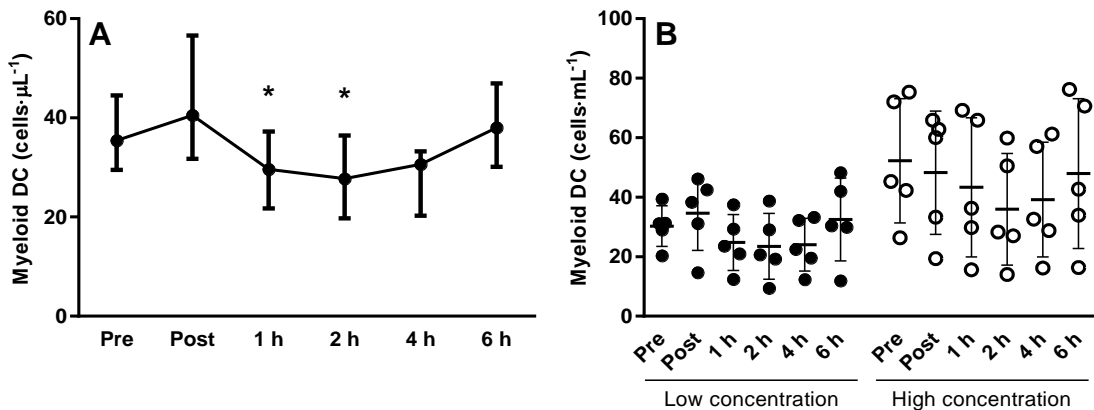 A
Myeloid DC (cells·μL-1)
60
40
20
0
*
*
Pre Post 1 h 2 h 4 h 6 h
B
Myeloid DC (cells·mL-1)
100
80
60
40
20
0
Pre Post 1 h 2 h 4 h 6 h Pre Post 1 h 2 h 4 h 6 h
Low concentration High concentration